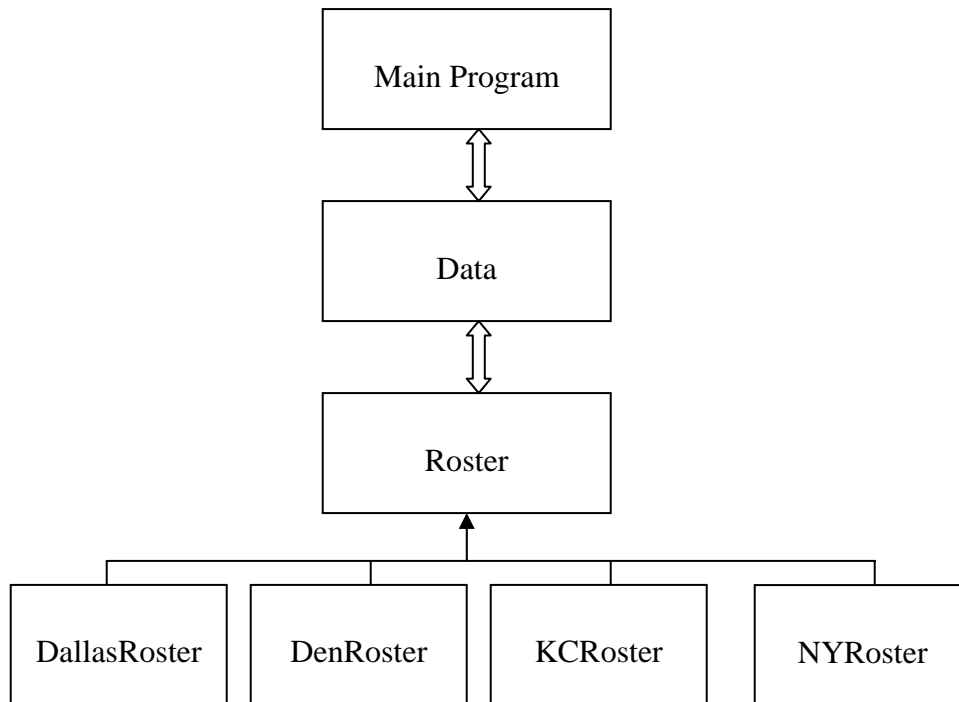 Main Program
Data
Roster
DallasRoster
DenRoster
KCRoster
NYRoster